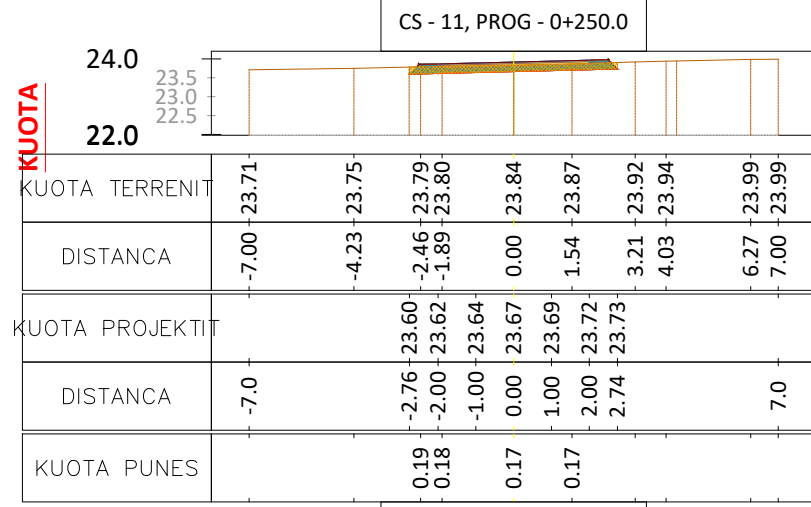 CS - 11, PROG - 0+250.0
KUOTA
24.0
23.5
23.0
22.5
22.0
KUOTA TERRENIT 23.71 23.75 23.79 23.80 23.84 23.87 23.92 23.94 23.99 23.99
DISTANCA -7.00 -4.23 -2.46 -1.89 0.00 1.54 3.21 4.03 6.27 7.00
KUOTA PROJEKTIT 23.60 23.62 23.64 23.67 23.69 23.72 23.73
DISTANCA -7.0 -2.76 -2.00 -1.00 0.00 1.00 2.00 2.74 7.0
KUOTA PUNES 0.19 0.18 0.17 0.17